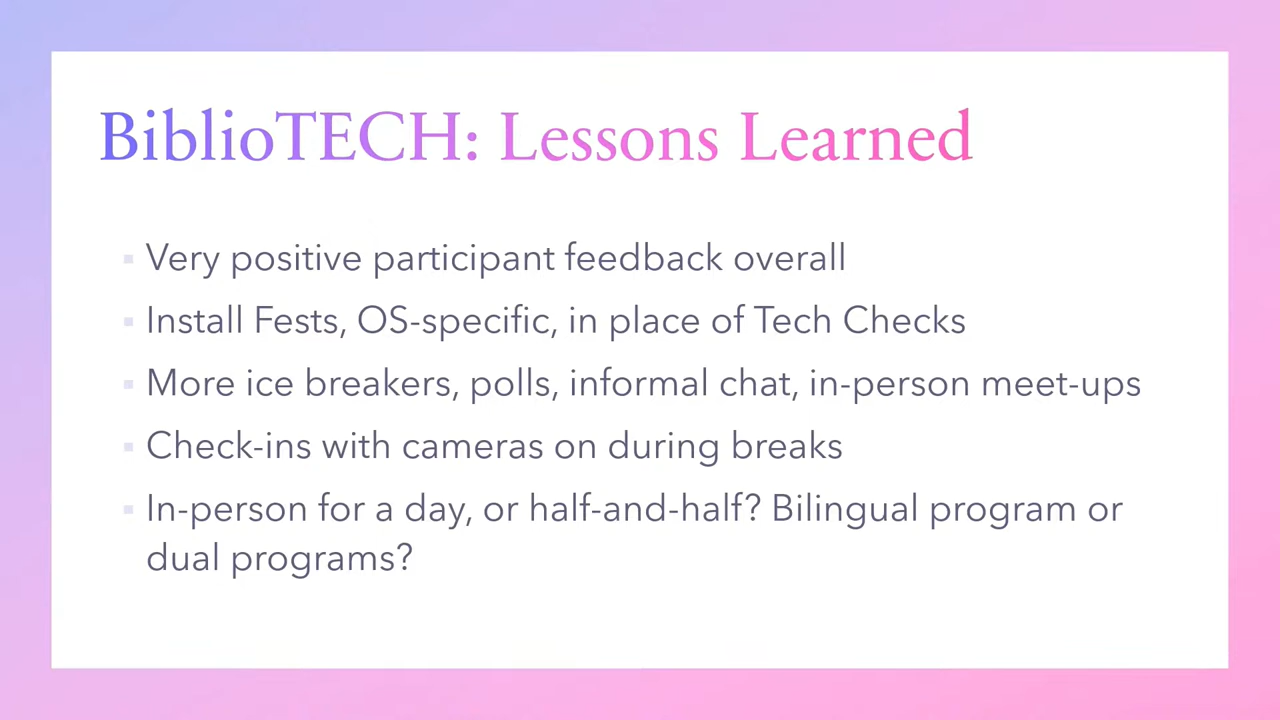 BiblioTECH: Lessons Learned
▪ Very positive participant feedback overall
▪ Install Fests, OS-specific, in place of Tech Checks
▪ More ice breakers, polls, informal chat, in-person meet-ups
▪ Check-ins with cameras on during breaks
▪ In-person for a day, or half-and-half? Bilingual program or
dual programs?